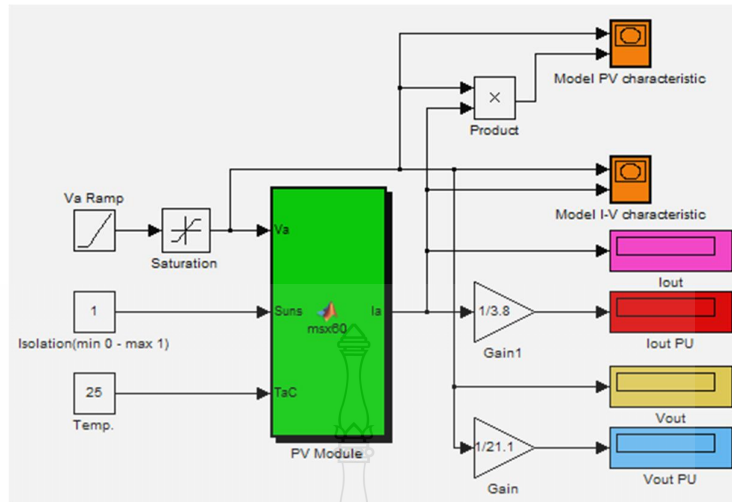 Model PV characteristic
×
Product
Va Ramp
Saturation
Model I-V characteristic
Va
Iout
1
Suns
msx60
Ia
1/3.8
Isolation(min 0 - max 1)
Gain1
Iout PU
25
TaC
Temp.
Vout
PV Module
1/21.1
Gain
Vout PU